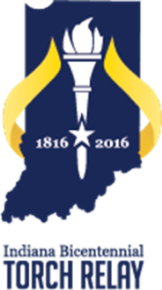 1816 2016
Indiana Bicentennial
TORCH RELAY